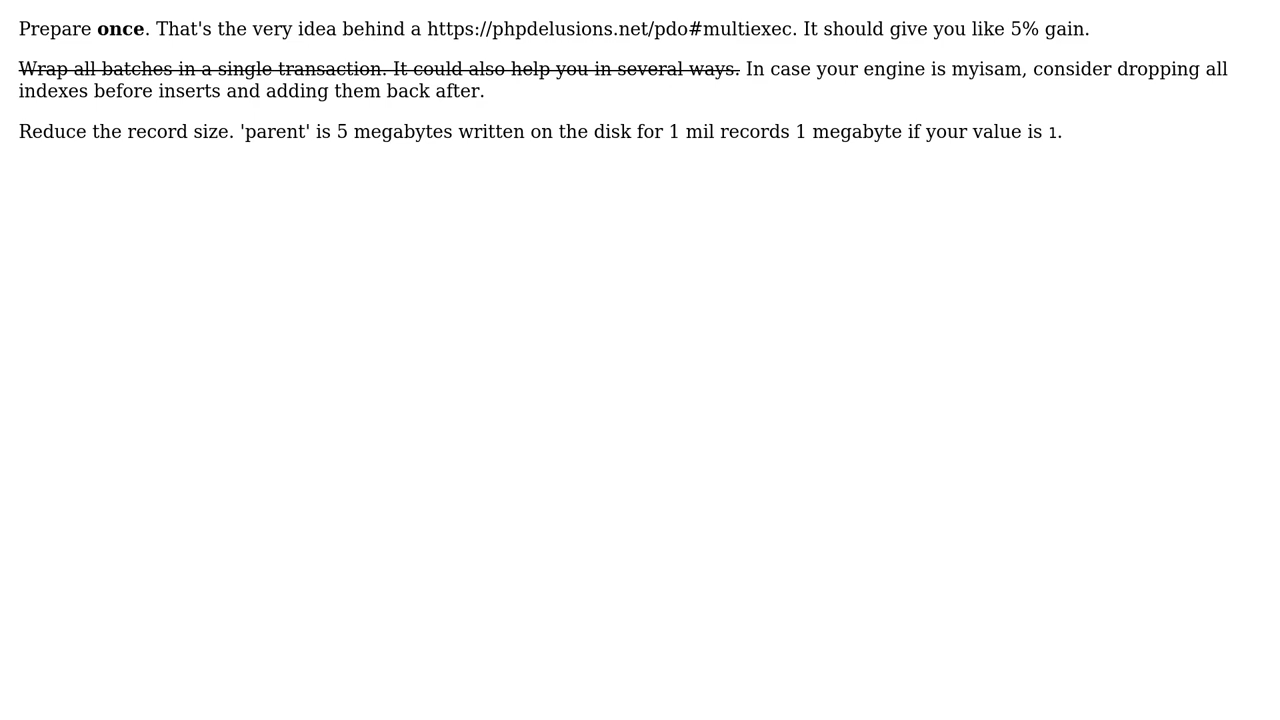 Prepare once. That's the very idea behind a https://phpdelusions.net/pdo#multiexec. It should give you like 5% gain.
Wrap all batches in a single transaction. It could also help you in several ways. In case your engine is myisam, consider dropping all
indexes before inserts and adding them back after.
Reduce the record size. 'parent' is 5 megabytes written on the disk for 1 mil records 1 megabyte if your value is 1.